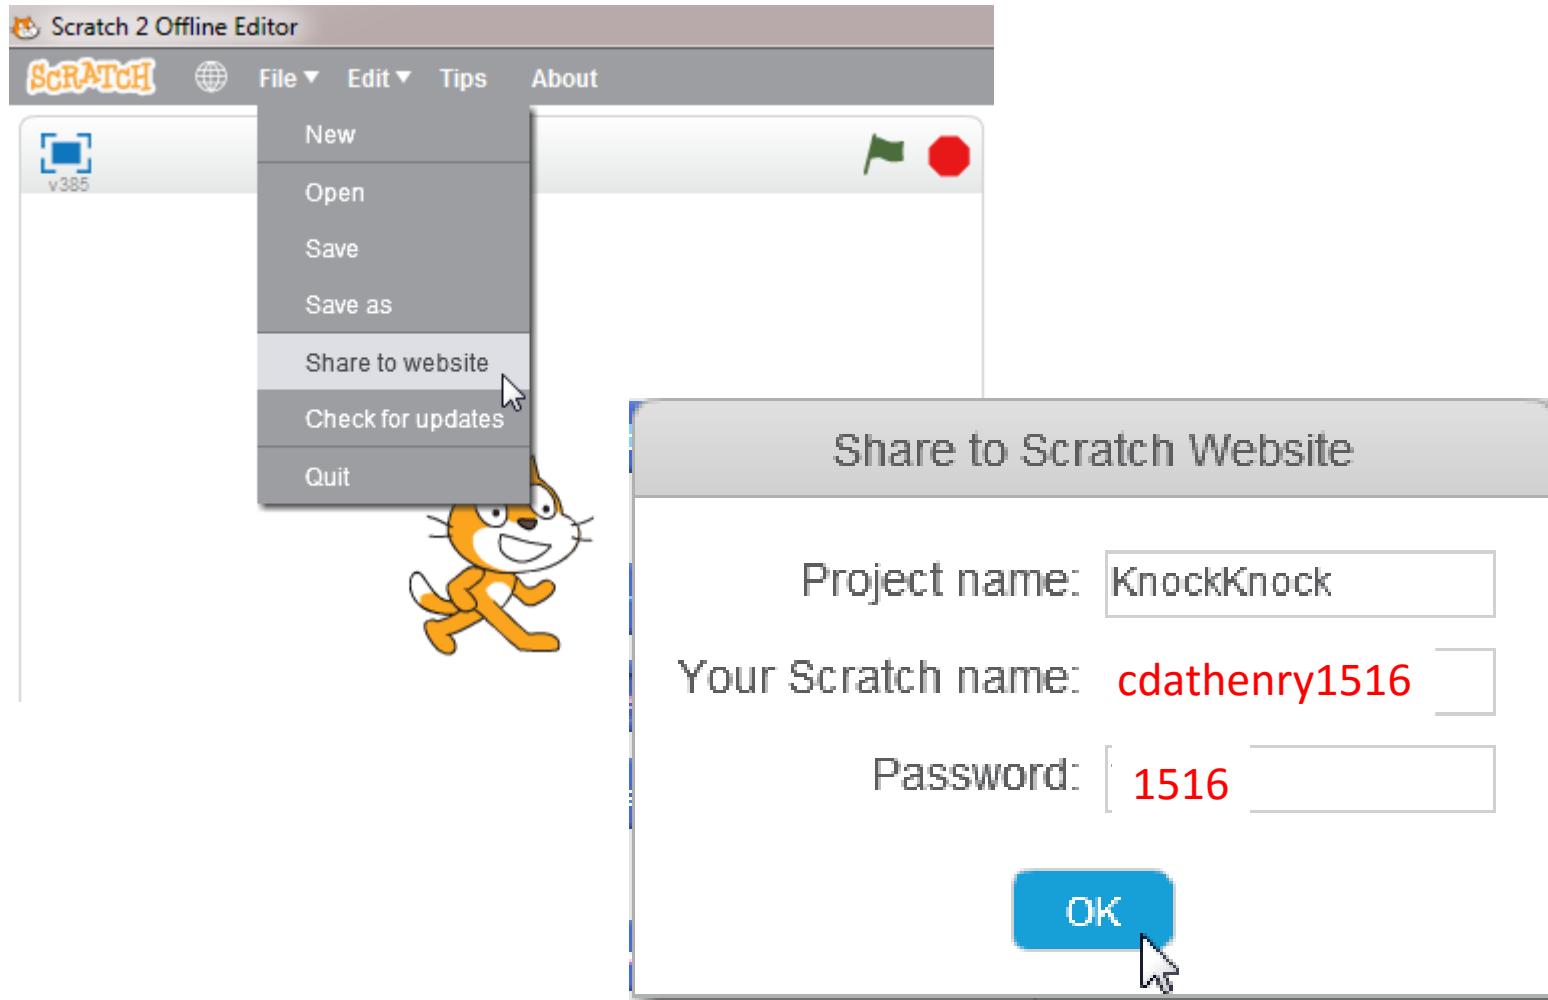 Scratch 2 Offline Editor
SCRATCH File Edit Tips About
v385
New
Open
Save
Save as
Share to website
Check for updates
Quit
Share to Scratch Website
Project name: KnockKnock
Your Scratch name: cdathenry1516
Password: 1516
OK